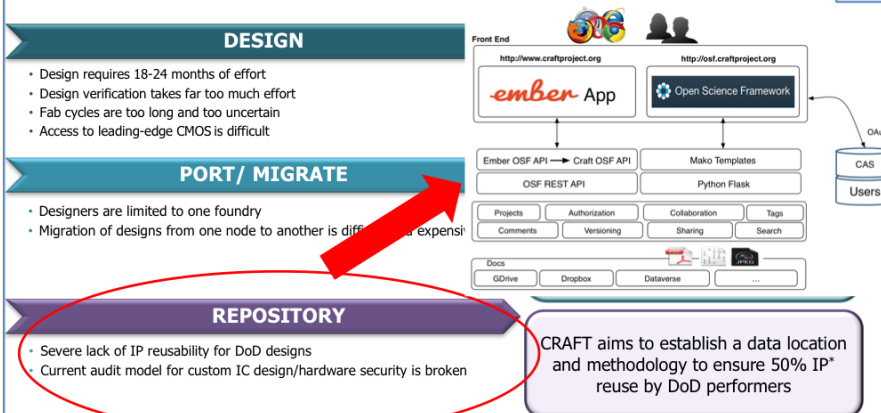 DESIGN
• Design requires 18-24 months of effort
• Design verification takes far too much effort
• Fab cycles are too long and too uncertain
• Access to leading-edge CMOS is difficult
PORT/ MIGRATE
• Designers are limited to one foundry
• Migration of designs from one node to another is diff d expensiv
REPOSITORY
• Severe lack of IP reusability for DoD designs
• Current audit model for custom IC design/hardware security is broken
Front End
http://www.craftproject.org
http://osf.craftproject.org
ember App
Open Science Framework
OAu
CAS
Users
Ember OSF API Craft OSF API
Mako Templates
OSF REST API
Python Flask
Projects Authorization Collaboration Tags
Comments Versioning Sharing Search
Docs
JPEG
GDrive Dropbox Dataverse ...
CRAFT aims to establish a data location
and methodology to ensure 50% IP*
reuse by DoD performers